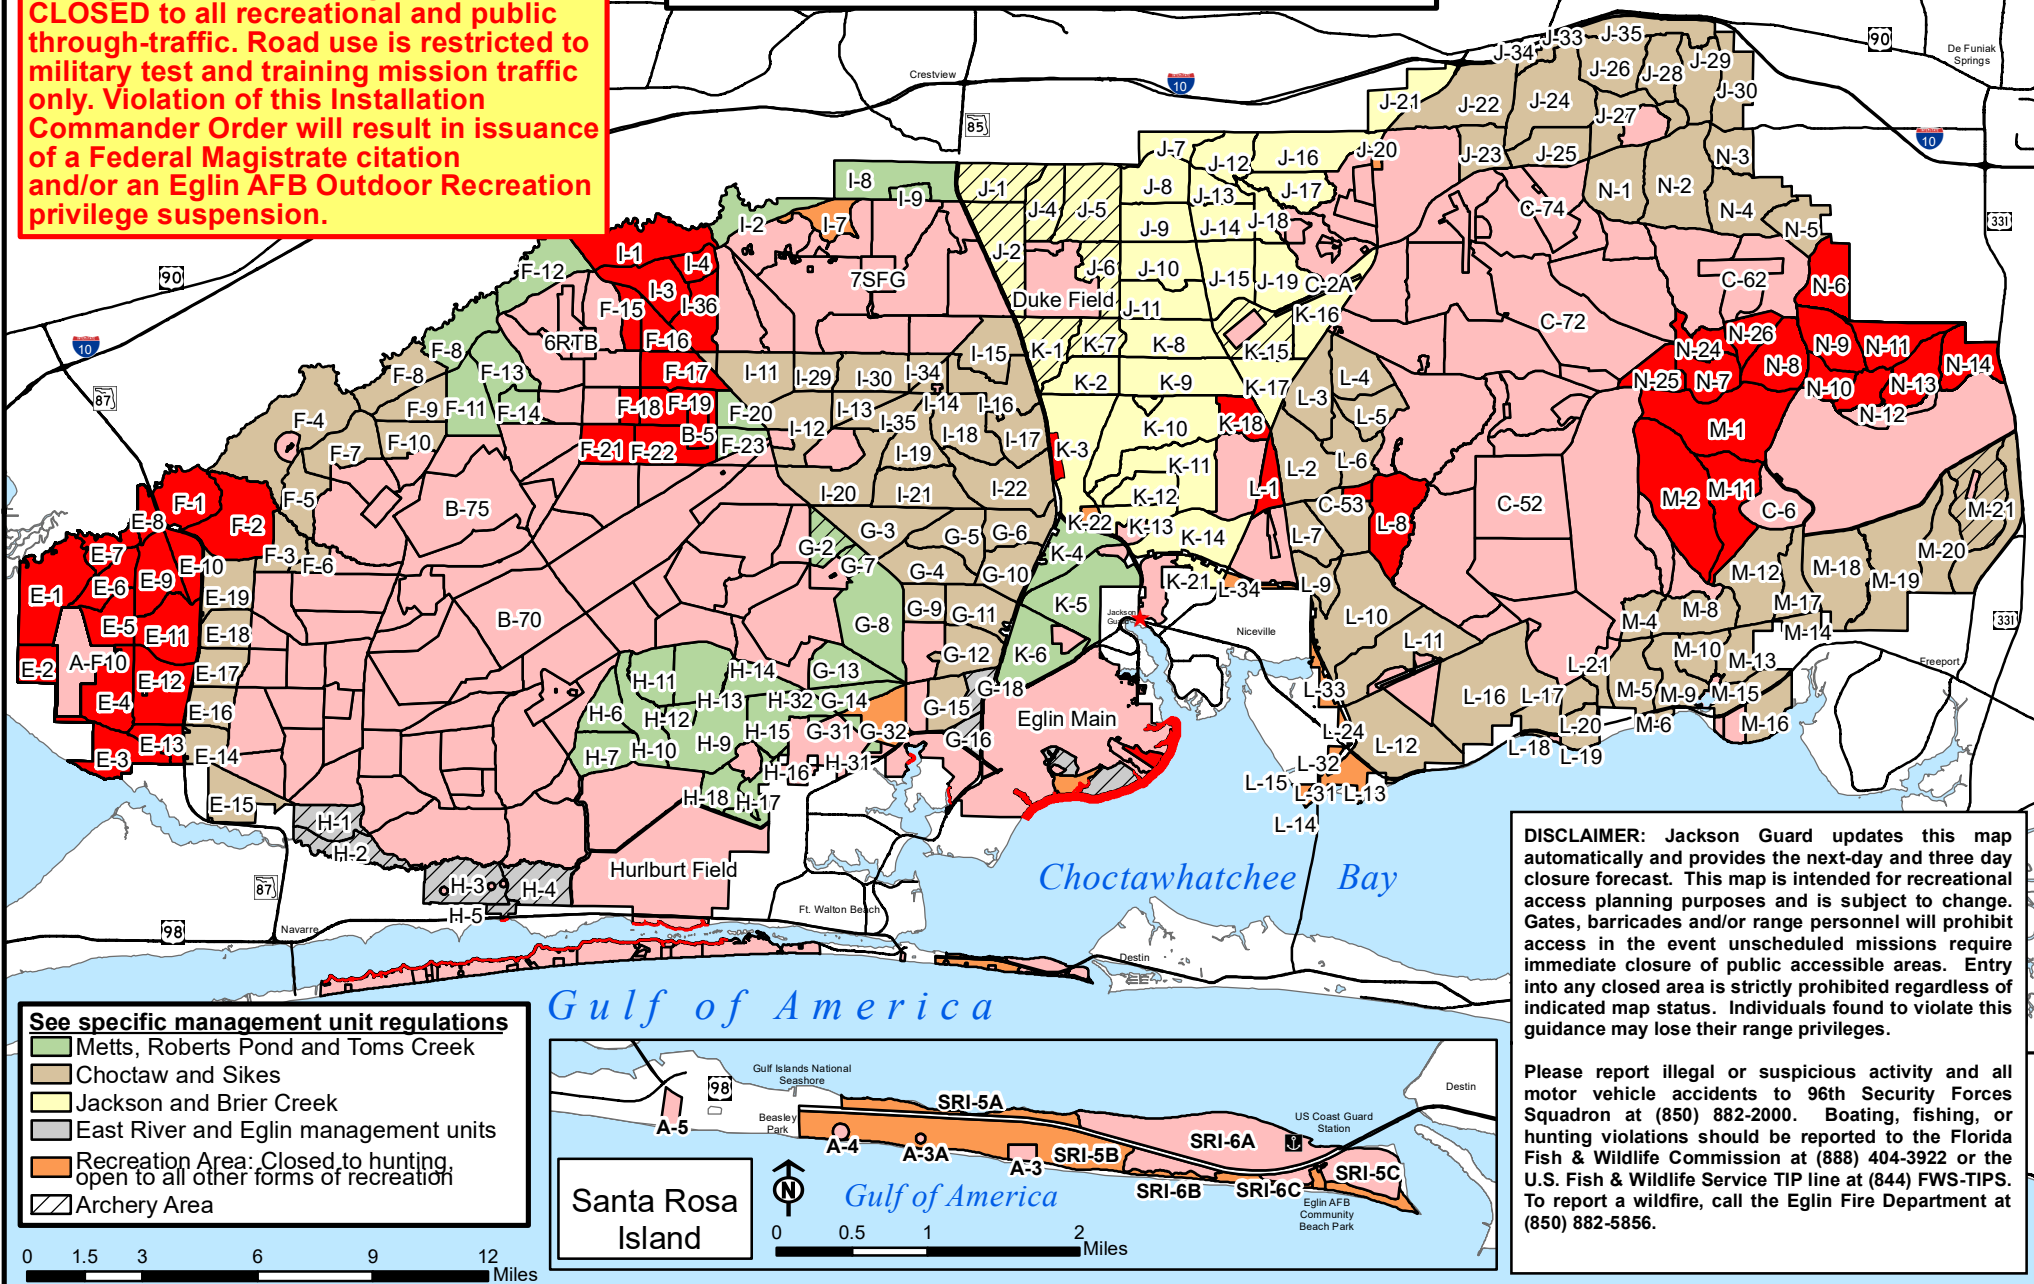 CLOSED to all recreational and public
through-traffic. Road use is restricted to
military test and training mission traffic
only. Violation of this Installation
Commander Order will result in issuance
of a Federal Magistrate citation
and/or an Eglin AFB Outdoor Recreation
privilege suspension.
Crestview
De Funiak
Springs
90
10
85
10
90
331
90
10
87
J-33 J-35
J-34
J-26 J-28 J-29
J-30
J-21 J-22 J-24
J-27
J-7
J-12 J-16 J-20
J-23 J-25 N-3
I-8
I-9
J-1
J-8 J-13 J-17
N-1 N-2
J-4 J-5
C-74
N-4
I-2 I-7
J-9 J-14 J-18
N-5
I-1
I-4
J-2
J-6
J-10
J-15 J-19 C-2A
F-12
I-3
I-36
7SFG
Duke Field
J-11
K-16
C-62
N-6
F-15
6RTB
F-16
C-72
N-26
N-9 N-11
F-8
I-15
K-1 K-7 K-8
K-15
N-24
N-8
N-14
F-8
F-13
F-17
I-11 I-29 I-30 I-34
K-2 K-9 K-17
L-4
L-3
N-25 N-7
N-10 N-13
F-4
F-9 F-11 F-14
F-18 F-19
F-20
I-13
I-14 I-16
L-5
N-12
F-10
F-7
B-5
F-21 F-22
F-23
I-12
I-35
I-18 I-17
K-3
K-10
K-18
M-1
I-19
K-11
L-2 L-6
F-1
F-5
F-2
B-75
I-20 I-21 I-22
K-12
L-1
C-53
L-8
C-52
M-2
M-11
C-6
M-21
E-8
E-7
F-3 F-6
G-3
G-5 G-6
K-22 K-13
K-14
L-7
G-2
G-7
K-4
M-20
E-10
E-1
E-6 E-9
E-19
G-4 G-10
K-21 L-34
L-9
M-12 M-18 M-19
E-5 E-11
E-18
B-70
G-8
G-9 G-11
K-5
Jackson
Guard
Niceville
L-10
L-11
M-4
M-8
M-17
M-14
331
E-2
A-F10
E-17
H-11
H-14
G-13
G-12
K-6
L-21
M-10 M-13
Freeport
E-4
E-12
E-16
H-6
H-12
H-13
H-32 G-14
G-18
G-15
Eglin Main
L-33
L-16 L-17
M-5 M-9 M-15
E-3
E-13
E-14
H-7 H-10 H-9
H-15 G-31 G-32
G-16
L-24
L-12
L-20
L-18
L-19
M-6
M-16
H-16 H-31
L-32
L-15
L-31 L-13
L-14
E-15
H-1
H-2
H-18 H-17
Hurlburt Field
H-3 H-4
H-5
87
98
Navarre
Ft. Walton Beach
Destin
Choctawhatchee Bay
Gulf of America
See specific management unit regulations
Metts, Roberts Pond and Toms Creek
Choctaw and Sikes
Jackson and Brier Creek
East River and Eglin management units
Recreation Area: Closed to hunting,
open to all other forms of recreation
Archery Area
0 1.5 3 6 9 12
Miles
Gulf Islands National
Seashore
98
Beasley
Park
A-5
A-4
A-3A
A-3
SRI-5A
SRI-5B
SRI-6A
SRI-6B
SRI-6C
SRI-5C
US Coast Guard
Station
Destin
Eglin AFB
Community
Beach Park
Santa Rosa
Island
N
Gulf of America
0 0.5 1 2
Miles
DISCLAIMER: Jackson Guard updates this map
automatically and provides the next-day and three day
closure forecast. This map is intended for recreational
access planning purposes and is subject to change.
Gates, barricades and/or range personnel will prohibit
access in the event unscheduled missions require
immediate closure of public accessible areas. Entry
into any closed area is strictly prohibited regardless of
indicated map status. Individuals found to violate this
guidance may lose their range privileges.
Please report illegal or suspicious activity and all
motor vehicle accidents to 96th Security Forces
Squadron at (850) 882-2000. Boating, fishing, or
hunting violations should be reported to the Florida
Fish & Wildlife Commission at (888) 404-3922 or the
U.S. Fish & Wildlife Service TIP line at (844) FWS-TIPS.
To report a wildfire, call the Eglin Fire Department at
(850) 882-5856.